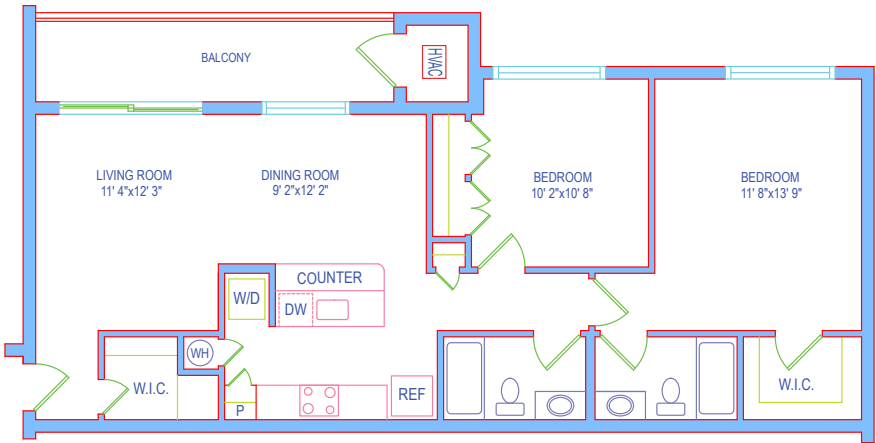 BALCONY
HVAC
LIVING ROOM
11' 4"x12' 3"
DINING ROOM
9' 2"x12' 2"
BEDROOM
10' 2"x10' 8"
BEDROOM
11' 8"x13' 9"
COUNTER
W/D
DW
WH
W.I.C.
P
REF
W.I.C.